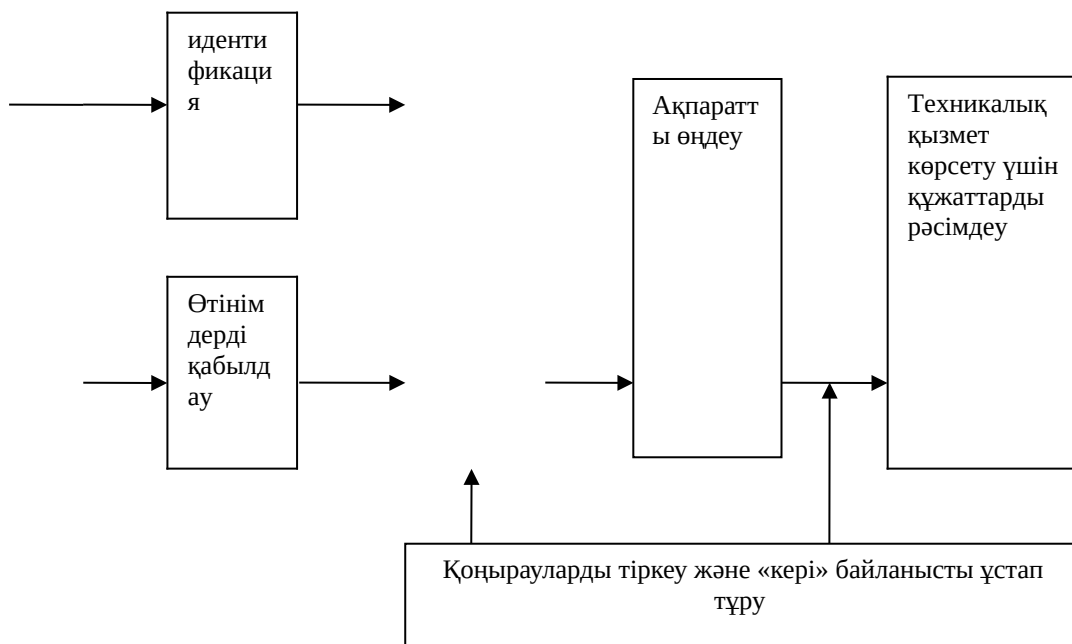 иденти
фикаци
я
Ақпаратт
ы өңдеу
Техникалық
қызмет
көрсету үшін
құжаттарды
рәсімдеу
Өтінім
дерді
қабылд
ау
Қоңырауларды тіркеу және «кері» байланысты ұстап
тұру